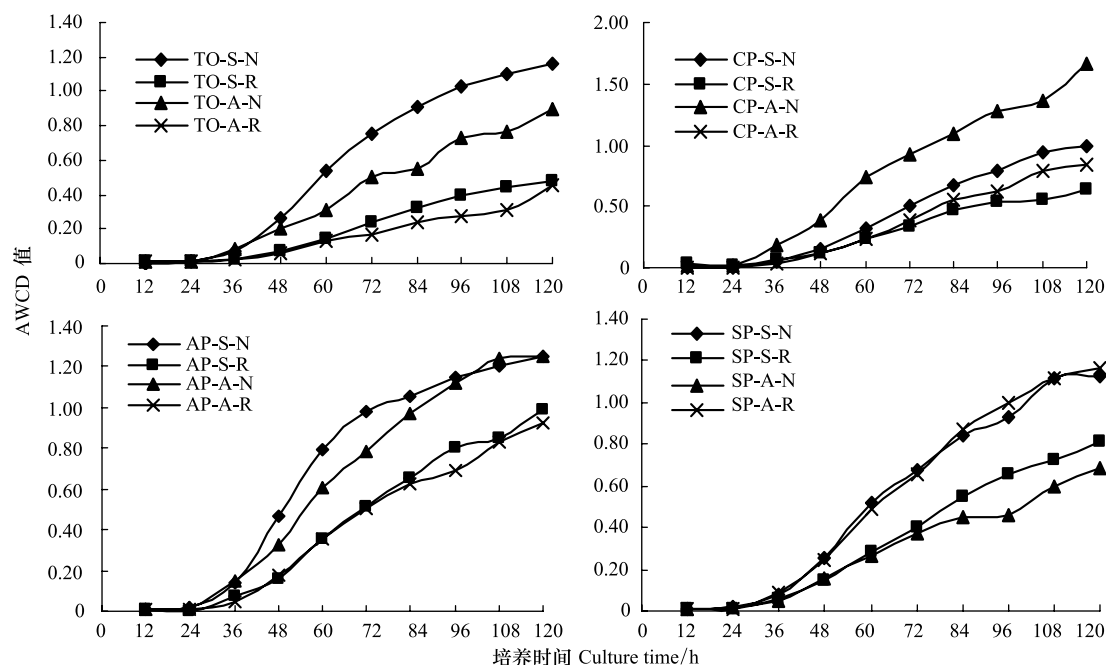 AWCD 值
1.40
1.20
1.00
0.80
0.60
0.40
0.20
0
TO-S-N
TO-S-R
TO-A-N
TO-A-R
0 12 24 36 48 60 72 84 96 108 120
2.00
1.50
1.00
0.50
0
CP-S-N
CP-S-R
CP-A-N
CP-A-R
0 12 24 36 48 60 72 84 96 108 120
1.40
1.20
1.00
0.80
0.60
0.40
0.20
0
AP-S-N
AP-S-R
AP-A-N
AP-A-R
0 12 24 36 48 60 72 84 96 108 120
1.40
1.20
1.00
0.80
0.60
0.40
0.20
0
SP-S-N
SP-S-R
SP-A-N
SP-A-R
0 12 24 36 48 60 72 84 96 108 120
培养时间 Culture time/h